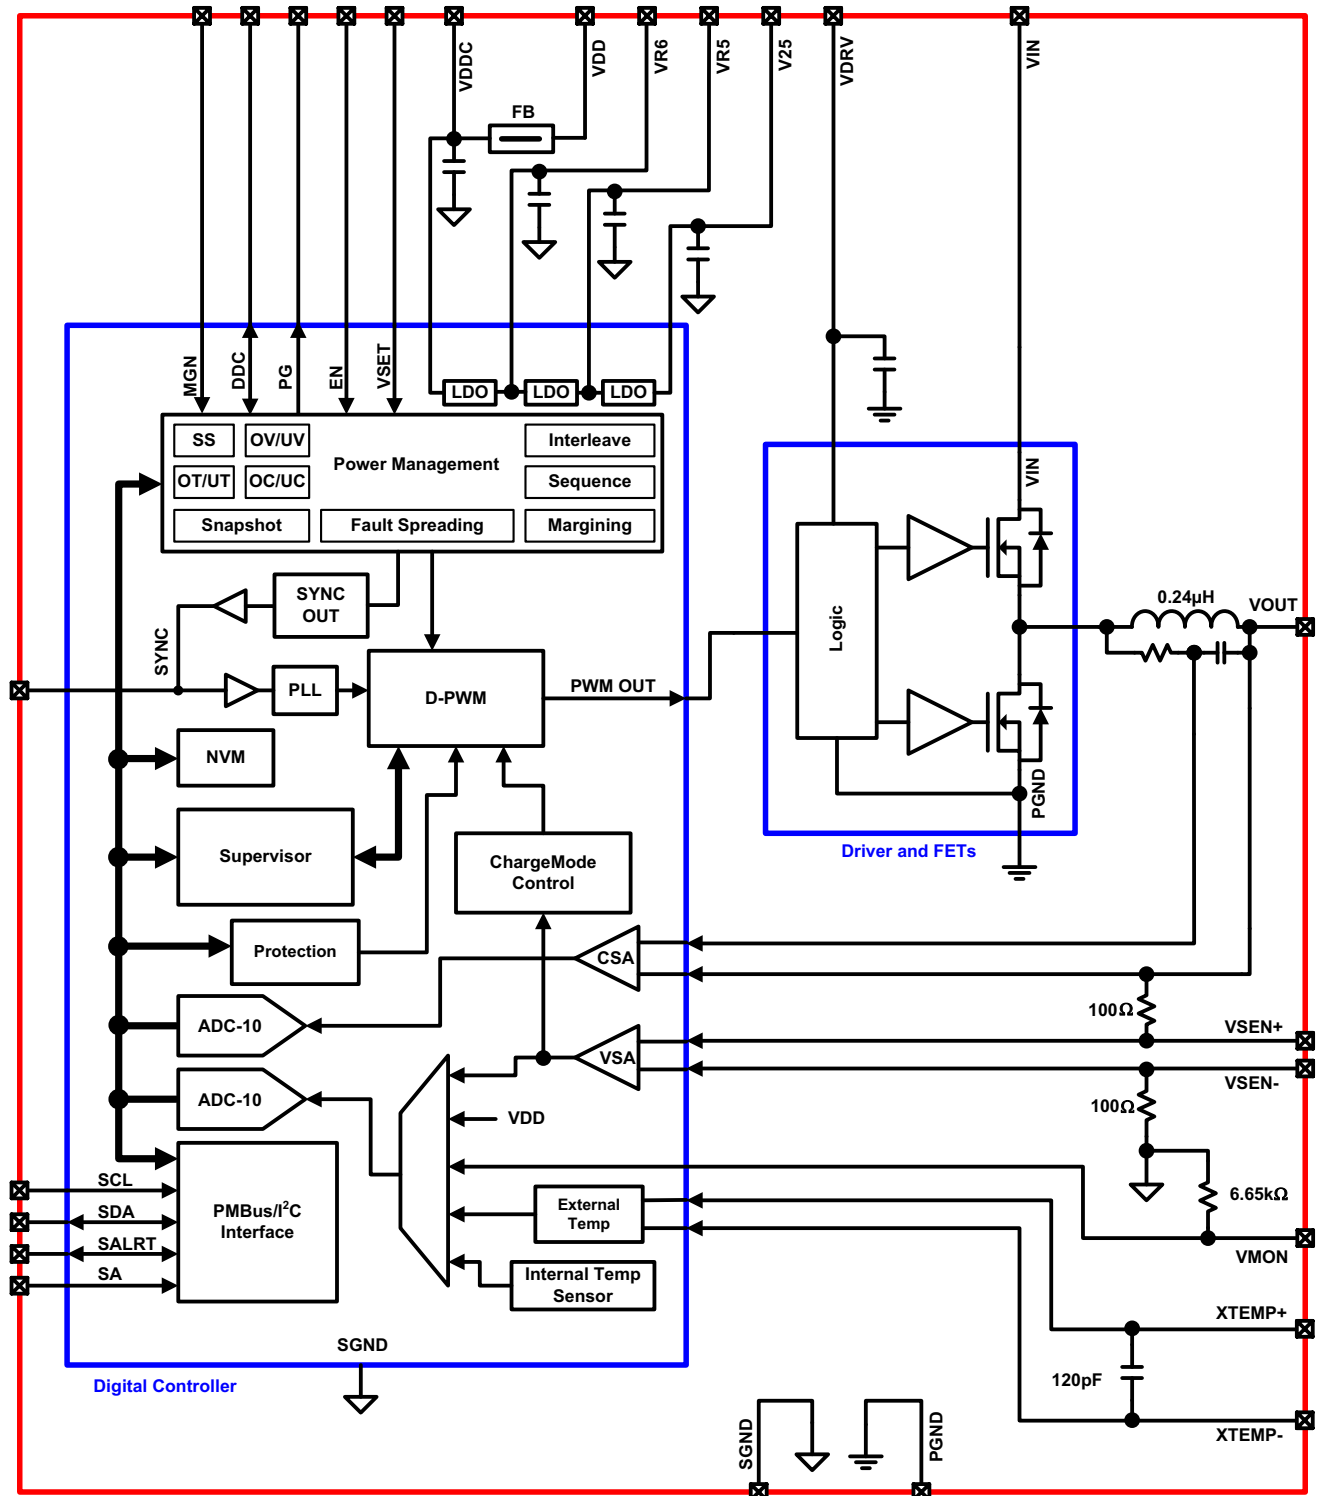 VDDC
VDD
VR6
VR5
V25
VDRV
VIN
FB
MGN
DDC
PG
EN
VSET
LDO
LDO
LDO
SS
OV/UV
Interleave
Power Management
OT/UT
OC/UC
Sequence
Snapshot
Fault Spreading
Margining
VIN
SYNC
OUT
SYNC
PLL
D-PWM
PWM OUT
Logic
0.24µH
VOUT
NVM
PGND
Supervisor
ChargeMode
Control
Driver and FETs
Protection
CSA
ADC-10
100Ω
VSEN+
VSA
VSEN-
ADC-10
VDD
100Ω
SCL
SDA
SALRT
SA
PMBus/I²C
Interface
External
Temp
6.65kΩ
VMON
Internal Temp
Sensor
XTEMP+
SGND
Digital Controller
120pF
XTEMP-
SGND
PGND